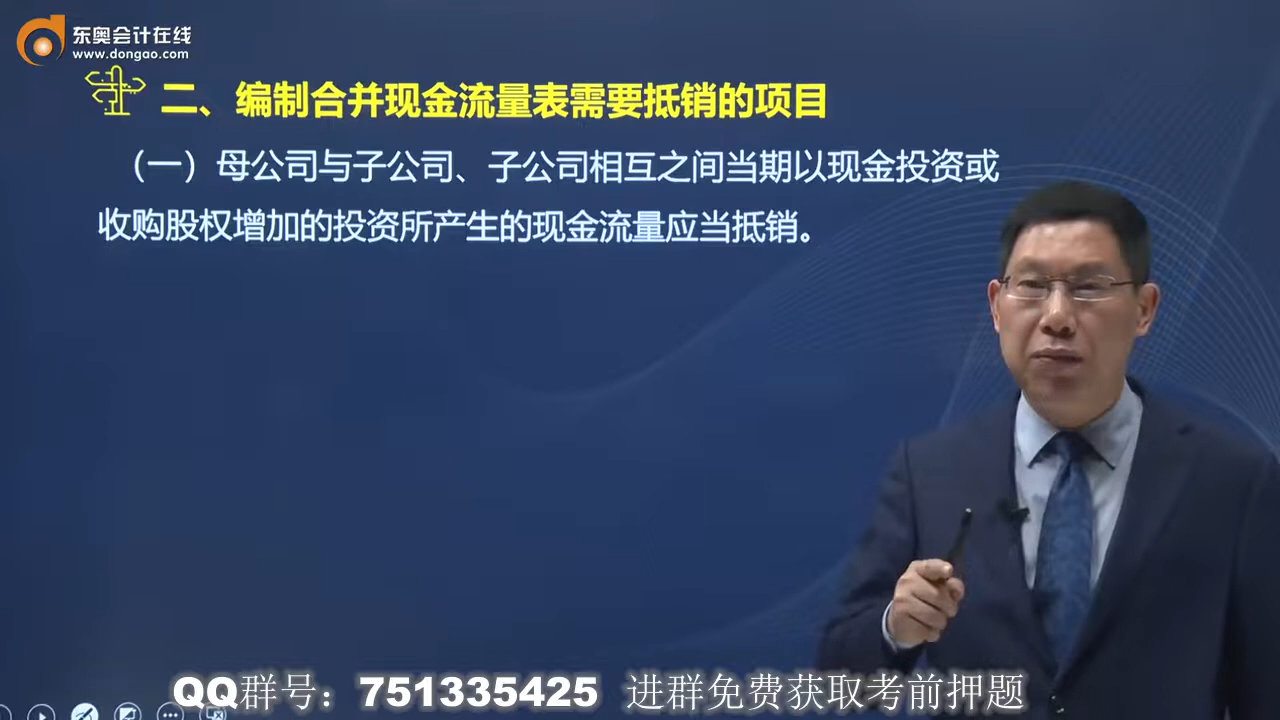 东奥会计在线
www.dongao.com
二、编制合并现金流量表需要抵销的项目
（一）母公司与子公司、子公司相互之间当期以现金投资或
收购股权增加的投资所产生的现金流量应当抵销。
QQ群号：751335425 进群免费获取考前押题